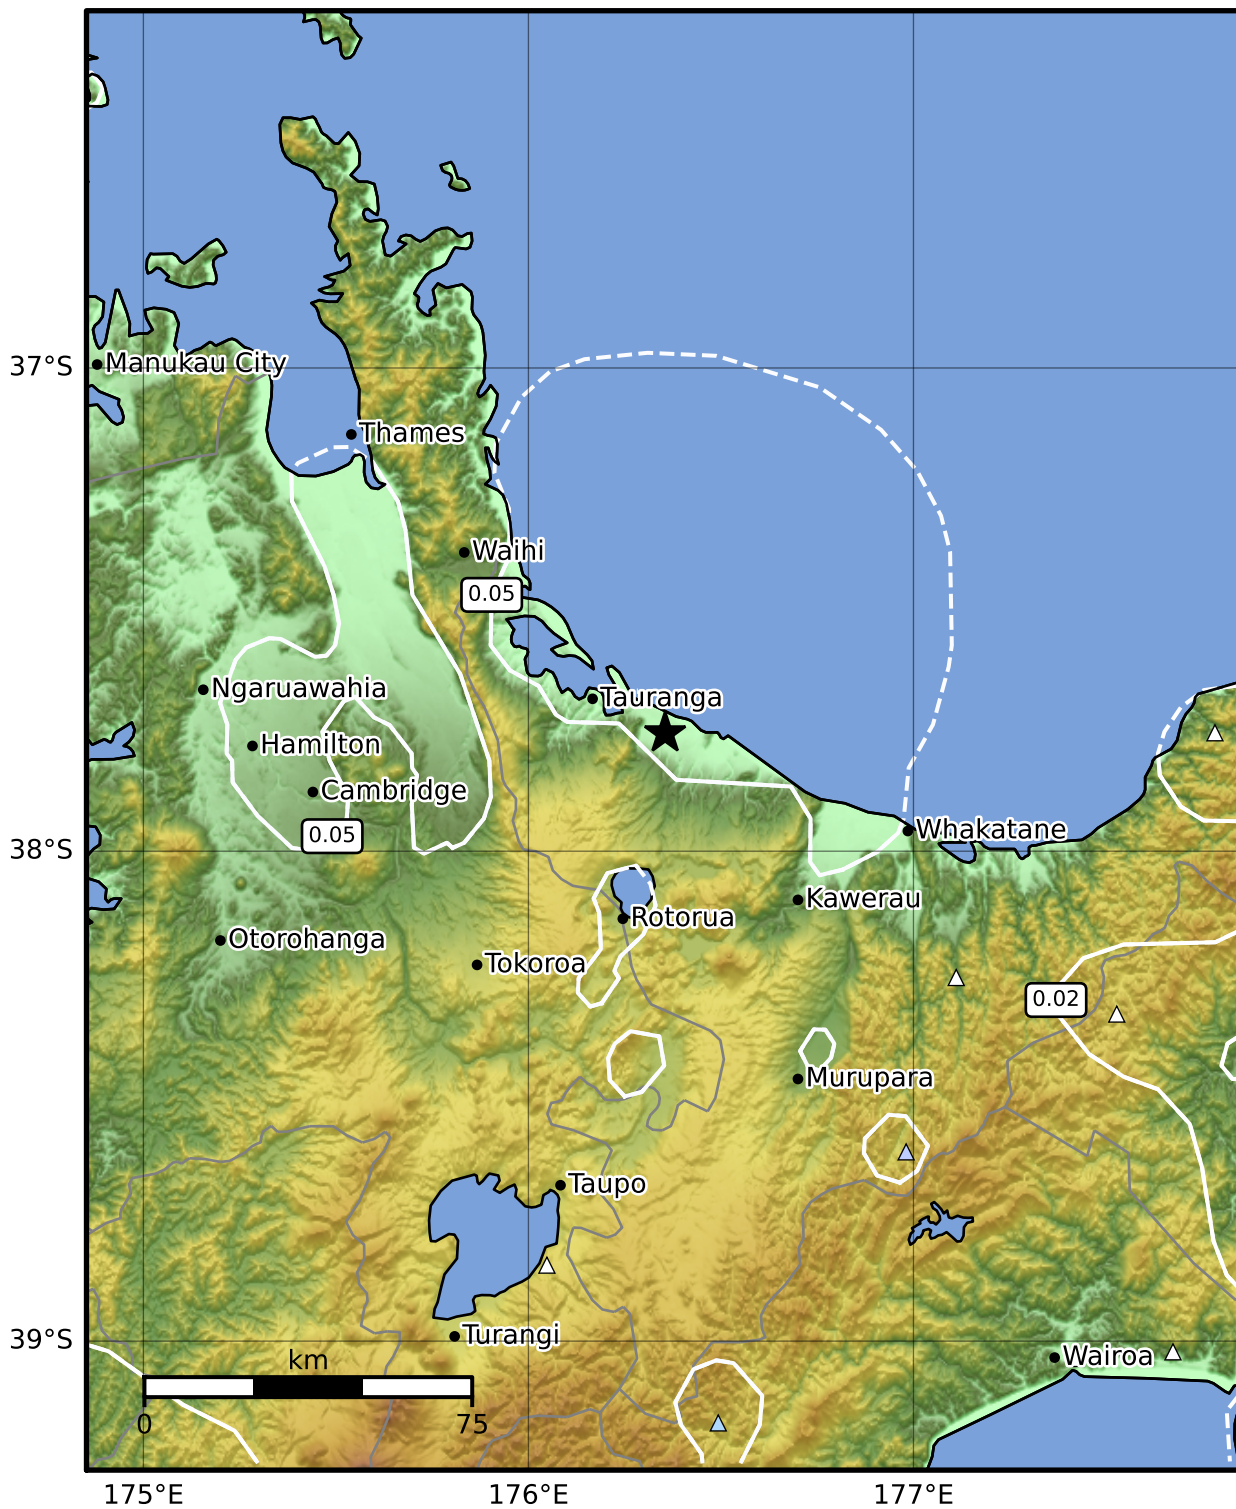 37°S
Manukau City
Thames
Waihi
0.05
Ngaruawahia
Tauranga
Hamilton
Cambridge
0.05
Whakatane
38°S
Kawerau
Rotorua
Otorohanga
Tokoroa
0.02
Murupara
Taupo
39°S
Turangi
Wairoa
km
0
75
175°E
176°E
177°E